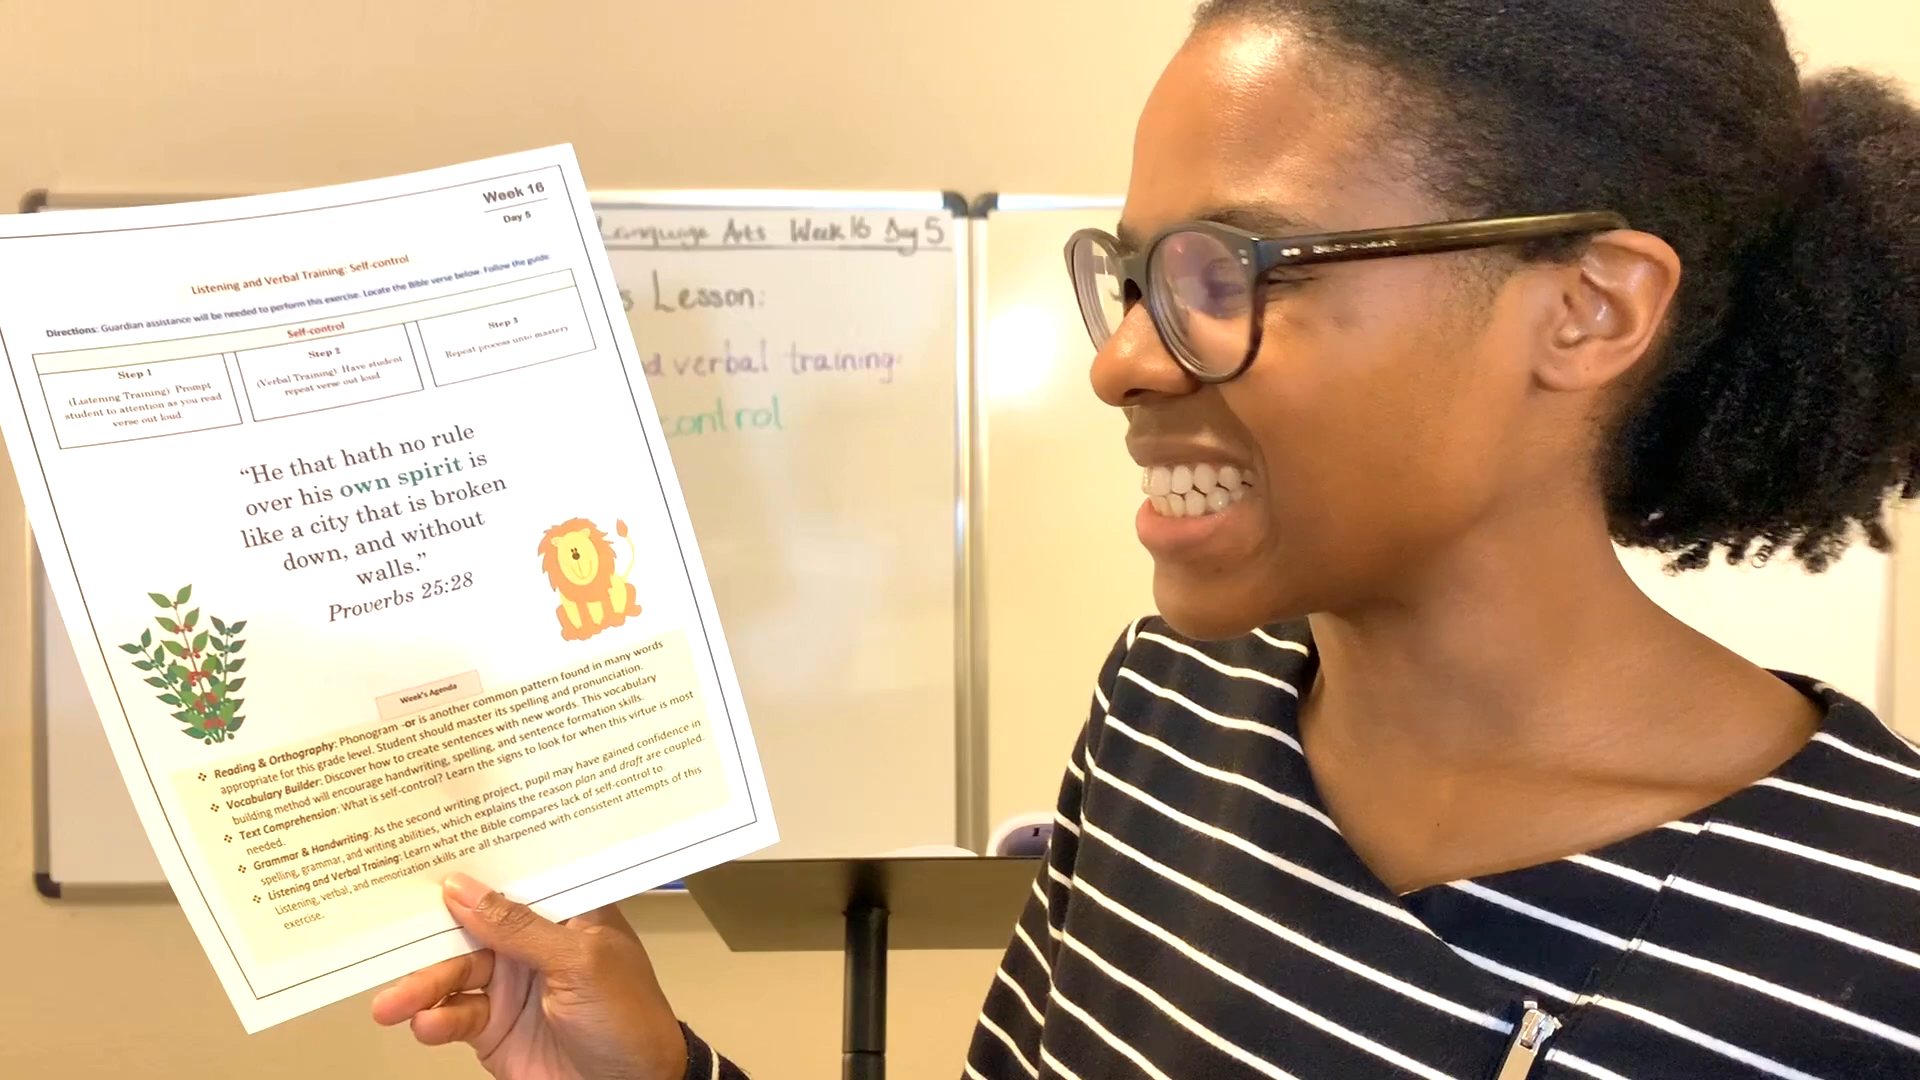 Week 16
Day 5
Listening and Verbal Training: Self-control
Directions: Guardian assistance will be needed to perform this exercise. Locate the Bible verse below. Follow the guide
Self-control
Step 1
(Listening Training) Prompt
student to attention as you read
verse out loud.
Step 2
(Verbal Training) Have student
repeat verse out loud
Step 3
Repeat process unto mastery
“He that hath no rule
over his own spirit is
like a city that is broken
down, and without
walls.”
Proverbs 25:28
Week's Agenda
❖ Reading & Orthography: Phonogram -or is another common pattern found in many words
appropriate for this grade level. Student should master its spelling and pronunciation.
❖ Vocabulary Builder: Discover how to create sentences with new words. This vocabulary
building method will encourage handwriting, spelling, and sentence formation skills.
❖ Text Comprehension: What is self-control? Learn the signs to look for when this virtue is most
needed.
❖ Grammar & Handwriting: As the second writing project, pupil may have gained confidence in
spelling, grammar, and writing abilities, which explains the reason plan and draft are coupled.
❖ Listening and Verbal Training: Learn what the Bible compares lack of self-control to.
Listening, verbal, and memorization skills are all sharpened with consistent attempts of this
exercise.
Language Arts Week 16 Day 5
s Lesson:
d verbal training:
control